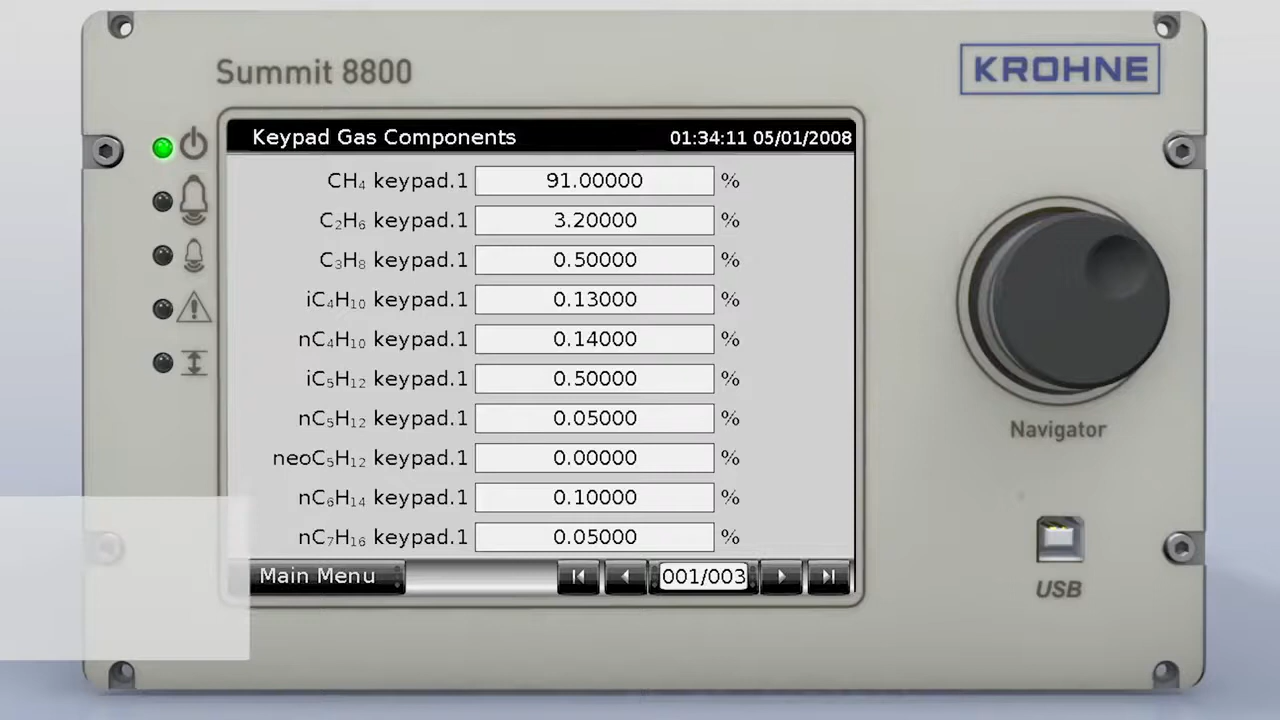 Summit 8800
KROHNE
Keypad Gas Components 01:34:11 05/01/2008
CH₄ keypad.1 91.00000 %
C₂H₆ keypad.1 3.20000 %
C₃H₈ keypad.1 0.50000 %
iC₄H₁₀ keypad.1 0.13000 %
nC₄H₁₀ keypad.1 0.14000 %
iC₅H₁₂ keypad.1 0.50000 %
nC₅H₁₂ keypad.1 0.05000 %
neoC₅H₁₂ keypad.1 0.00000 %
nC₆H₁₄ keypad.1 0.10000 %
nC₇H₁₆ keypad.1 0.05000 %
Main Menu 001/003
Navigator
USB